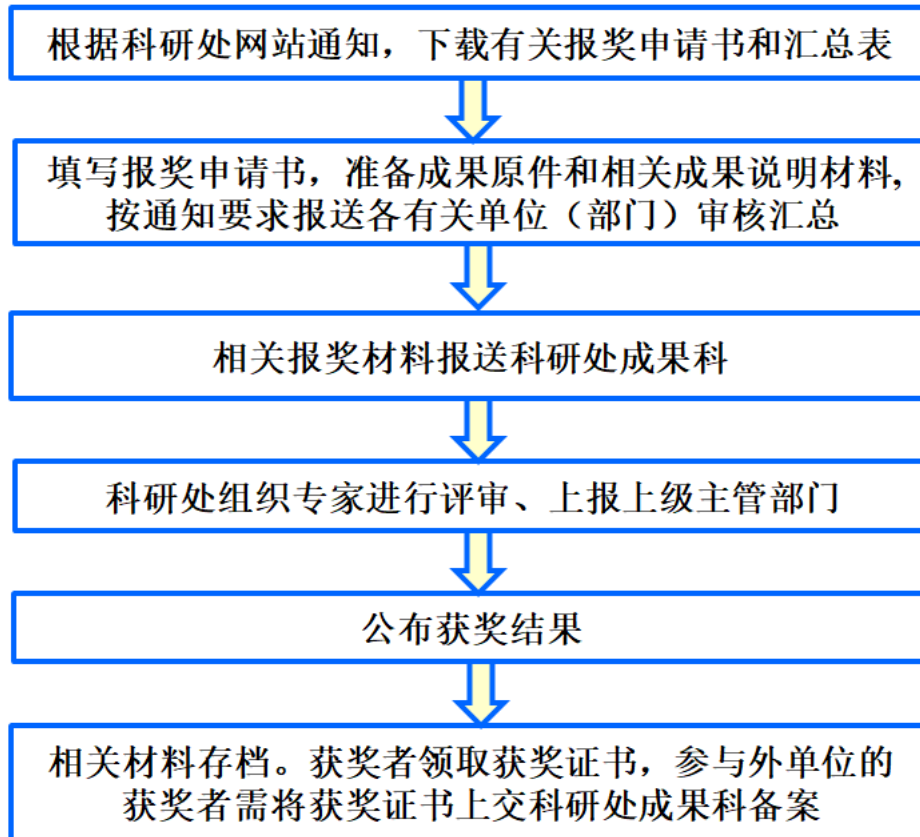 根据科研处网站通知，下载有关报奖申请书和汇总表
填写报奖申请书，准备成果原件和相关成果说明材料,
按通知要求报送各有关单位（部门）审核汇总
相关报奖材料报送科研处成果科
科研处组织专家进行评审、上报上级主管部门
公布获奖结果
相关材料存档。获奖者领取获奖证书，参与外单位的
获奖者需将获奖证书上交科研处成果科备案